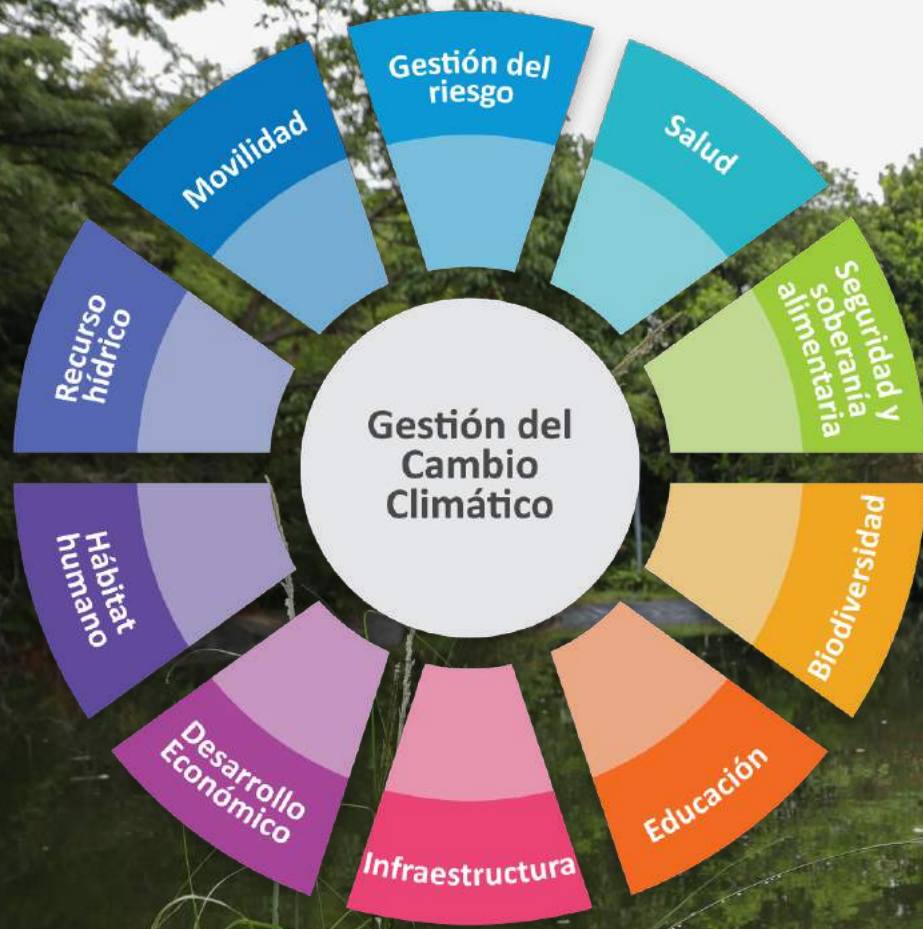 Gestión del
riesgo
Salud
Seguridad y
soberanía
alimentaria
Biodiversidad
Educación
Infraestructura
Desarrollo
Económico
Hábitat
humano
Recurso
hídrico
Movilidad
Gestión del
Cambio
Climático